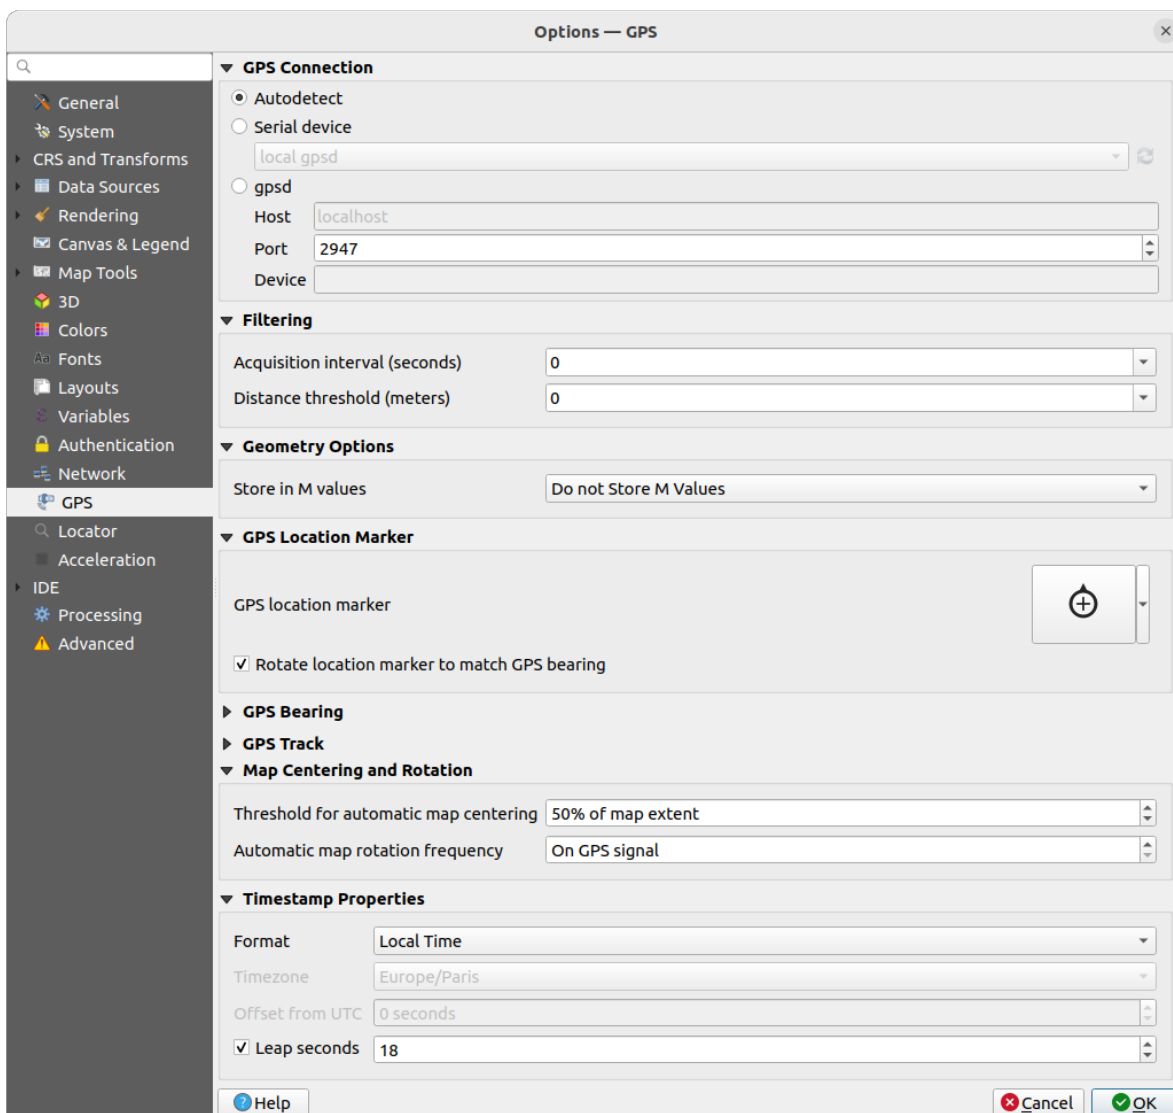 Options — GPS
General
System
CRS and Transforms
Data Sources
Rendering
Canvas & Legend
Map Tools
3D
Colors
Aa Fonts
Layouts
ε Variables
Authentication
Network
GPS
Locator
Acceleration
IDE
Processing
Advanced
GPS Connection
Autodetect
Serial device
local gpsd
gpsd
Host localhost
Port 2947
Device
Filtering
Acquisition interval (seconds) 0
Distance threshold (meters) 0
Geometry Options
Store in M values Do not Store M Values
GPS Location Marker
GPS location marker
Rotate location marker to match GPS bearing
GPS Bearing
GPS Track
Map Centering and Rotation
Threshold for automatic map centering 50% of map extent
Automatic map rotation frequency On GPS signal
Timestamp Properties
Format Local Time
Timezone Europe/Paris
Offset from UTC 0 seconds
Leap seconds 18
Help Cancel OK